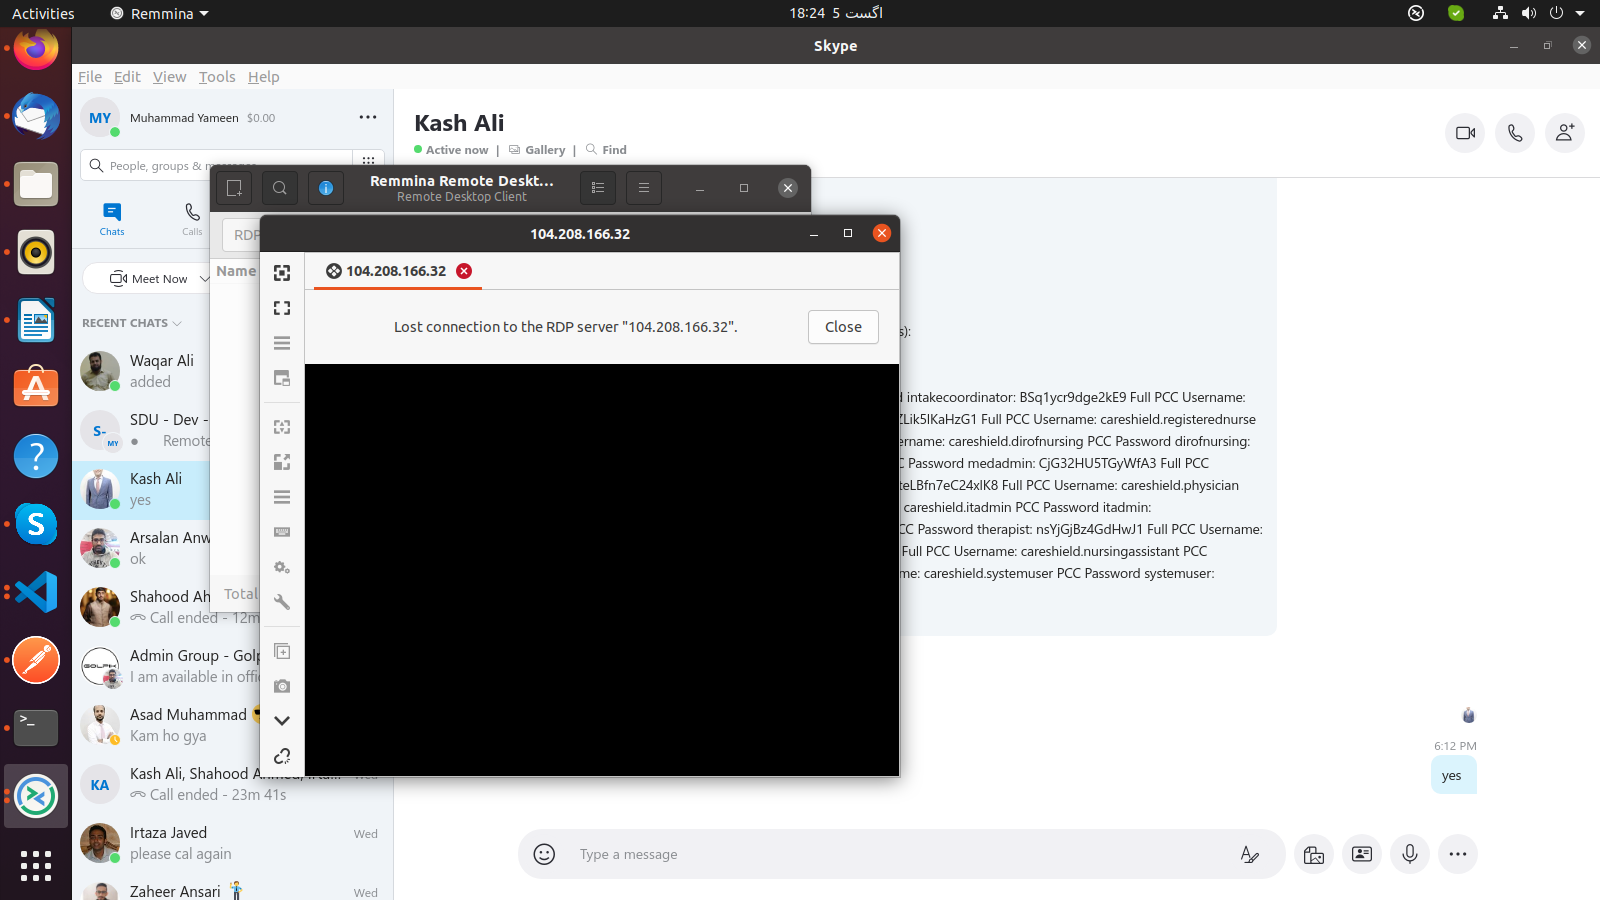 Activities
Remmina
18:24 5 اگست
Skype
File Edit View Tools Help
MY
Muhammad Yameen $0.00
People, groups & messages
Chats
Calls
Meet Now
RECENT CHATS
Waqar Ali
added
S-
MY
SDU - Dev -
Remote
Kash Ali
yes
Arsalan Anw
ok
Shahood Ah
Call ended - 12m
Admin Group - Golp
I am available in offi
Asad Muhammad
Kam ho gya
KA
Kash Ali, Shahood Ahmed, Irta...
Wed
Call ended - 23m 41s
Irtaza Javed
Wed
please cal again
Zaheer Ansari
Wed
Kash Ali
Active now | Gallery | Find
Remmina Remote Deskt...
Remote Desktop Client
RDP
Name
Total
104.208.166.32
104.208.166.32
Lost connection to the RDP server "104.208.166.32".
Close
s):
d intakecoordinator: BSq1ycr9dge2kE9 Full PCC Username:
ZLik5lKaHzG1 Full PCC Username: careshield.registerednurse
ername: careshield.dirofnursing PCC Password dirofnursing:
C Password medadmin: CjG32HU5TGyWfA3 Full PCC
teLBfn7eC24xlK8 Full PCC Username: careshield.physician
careshield.itadmin PCC Password itadmin:
CC Password therapist: nsYjGjBz4GdHwJ1 Full PCC Username:
Full PCC Username: careshield.nursingassistant PCC
me: careshield.systemuser PCC Password systemuser:
6:12 PM
yes
Type a message